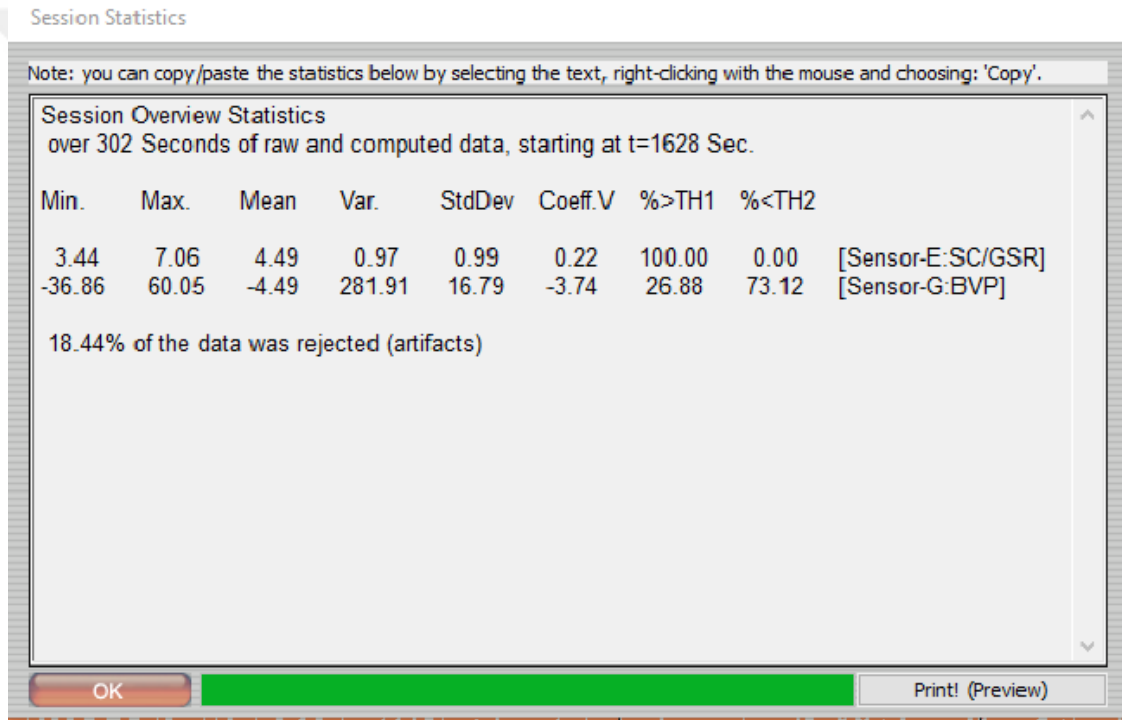 Session Statistics
Note: you can copy/paste the statistics below by selecting the text, right-clicking with the mouse and choosing: 'Copy'.
Session Overview Statistics
over 302 Seconds of raw and computed data, starting at t=1628 Sec.
Min. Max. Mean Var. StdDev Coeff.V %>TH1 %<TH2
3.44 7.06 4.49 0.97 0.99 0.22 100.00 0.00 [Sensor-E:SC/GSR]
-36.86 60.05 -4.49 281.91 16.79 -3.74 26.88 73.12 [Sensor-G:BVP]
18.44% of the data was rejected (artifacts)
OK Print! (Preview)